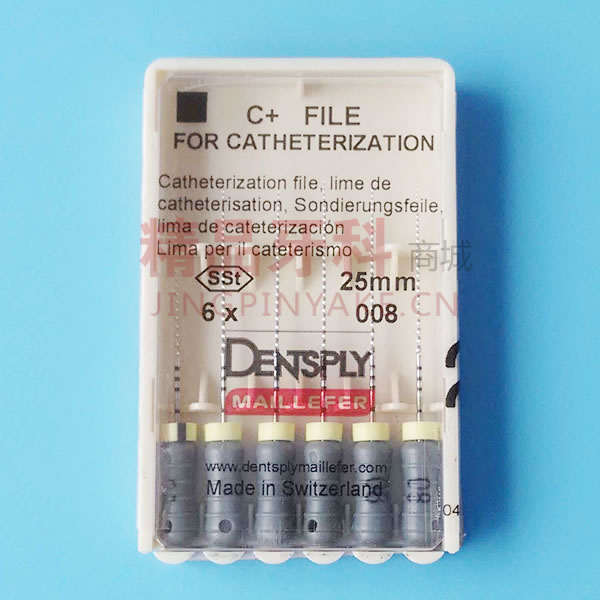 C+ FILE
FOR CATHETERIZATION
Catheterization file, lime de
catheterisation, Sondierungsfeile,
lima de cateterización
Lima per il cateterismo
精品牙科 商城
SSt 25mm
JINGPINYAKE.CN
6 x 008
DENTSPLY
MAILLEFER
www.dentsplymaillefer.com
Made in Switzerland
04